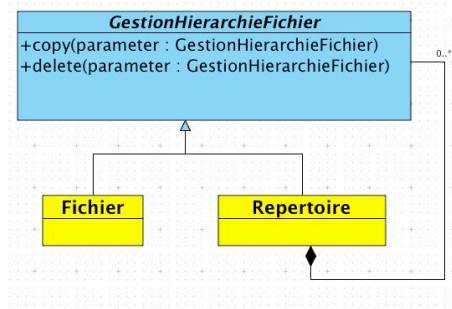 GestionHierarchieFichier
+copy(parameter : GestionHierarchieFichier)
+delete(parameter : GestionHierarchieFichier)
0..*
Fichier
Repertoire